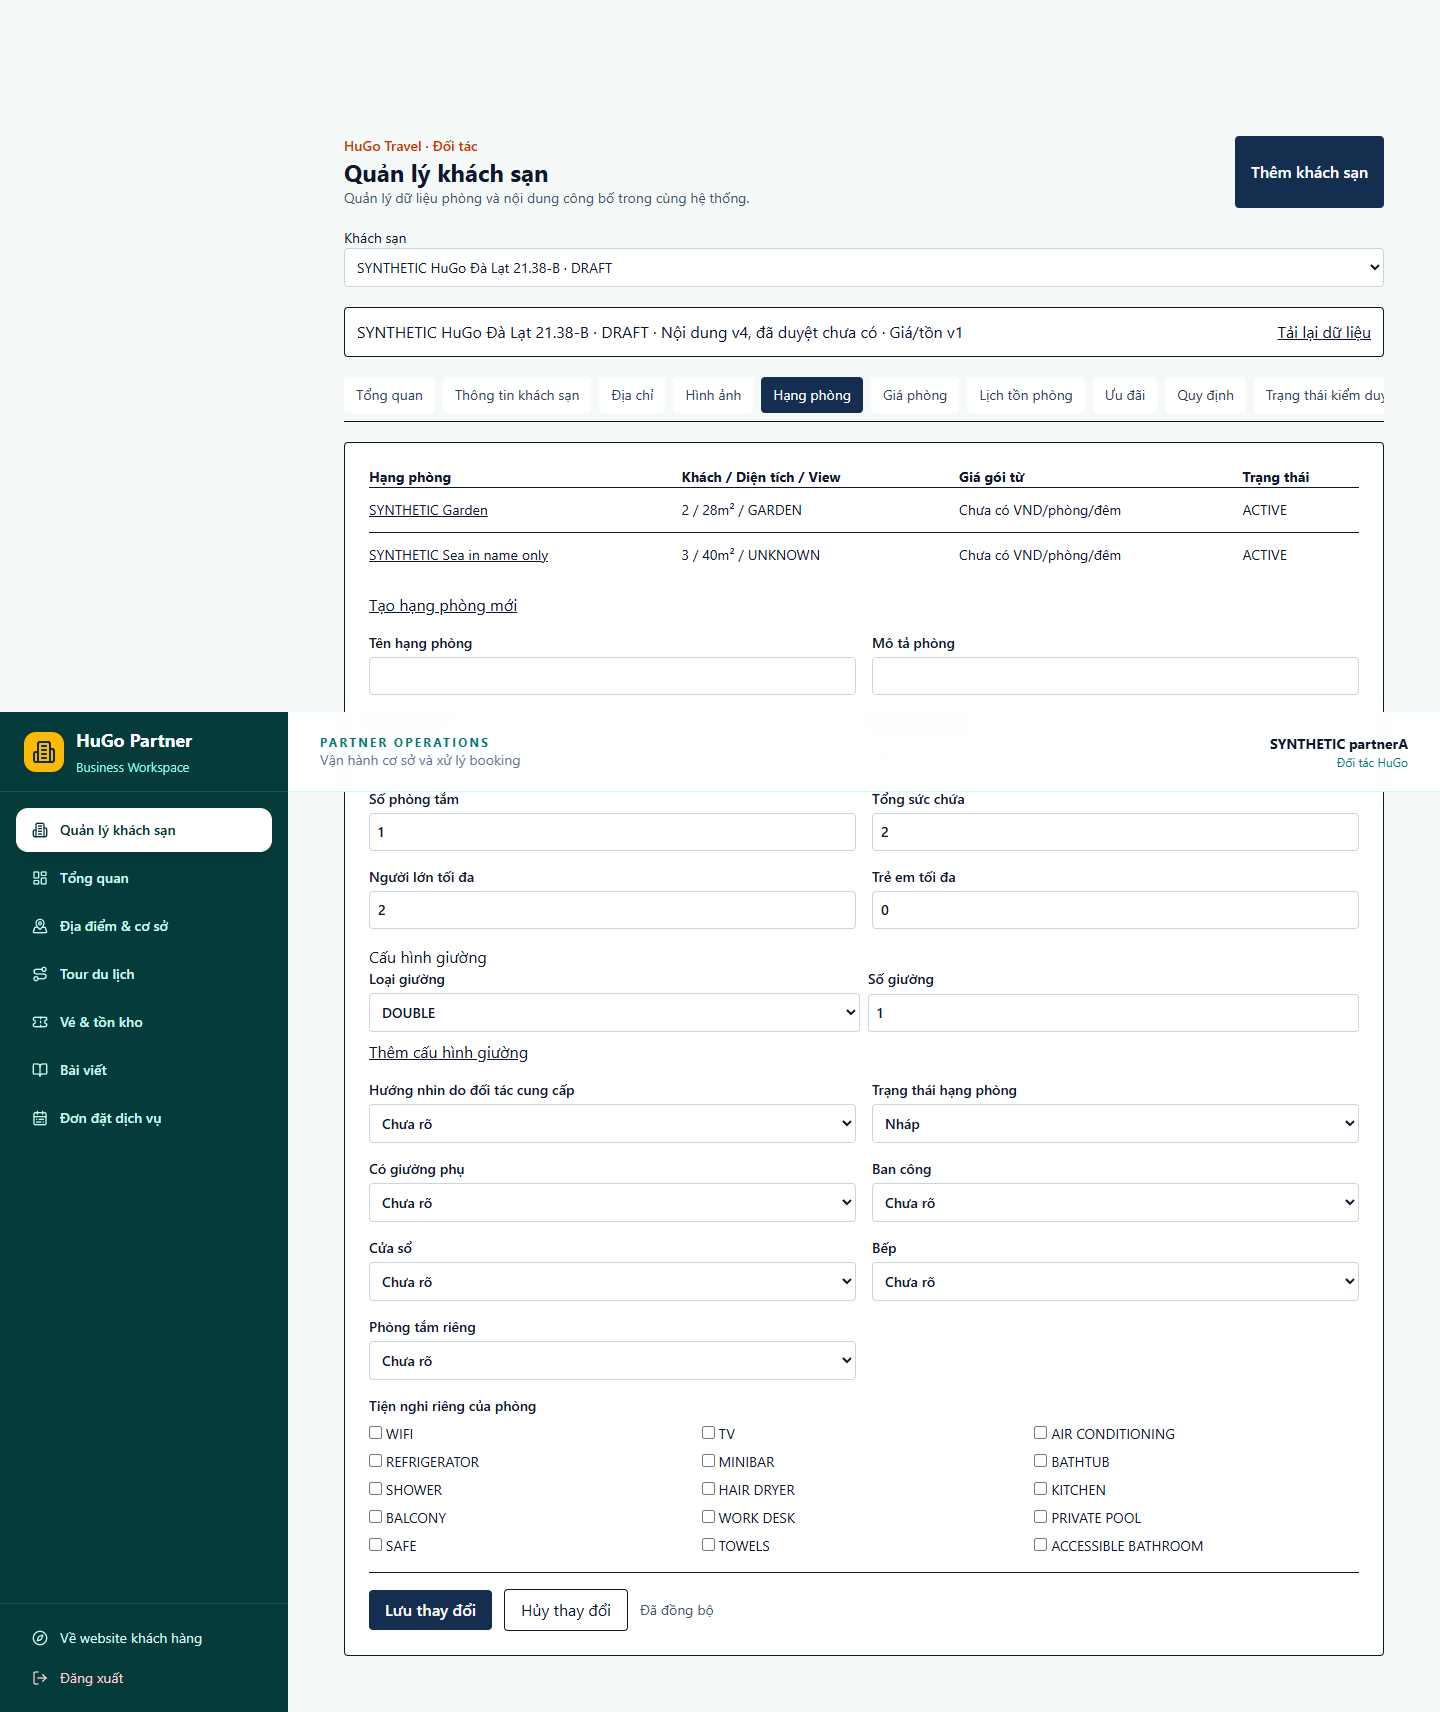 HuGo Travel · Đối tác
Quản lý khách sạn
Quản lý dữ liệu phòng và nội dung công bố trong cùng hệ thống.
Thêm khách sạn
Khách sạn
SYNTHETIC HuGo Đà Lạt 21.38-B · DRAFT
SYNTHETIC HuGo Đà Lạt 21.38-B · DRAFT · Nội dung v4, đã duyệt chưa có · Giá/tồn v1
Tải lại dữ liệu
Tổng quan Thông tin khách sạn Địa chỉ Hình ảnh Hạng phòng Giá phòng Lịch tồn phòng Ưu đãi Quy định Trạng thái kiểm duy
Hạng phòng Khách / Diện tích / View Giá gói từ Trạng thái
SYNTHETIC Garden 2 / 28m² / GARDEN Chưa có VND/phòng/đêm ACTIVE
SYNTHETIC Sea in name only 3 / 40m² / UNKNOWN Chưa có VND/phòng/đêm ACTIVE
Tạo hạng phòng mới
Tên hạng phòng Mô tả phòng
HuGo Partner
Business Workspace
PARTNER OPERATIONS
Vận hành cơ sở và xử lý booking
SYNTHETIC partnerA
Đối tác HuGo
Quản lý khách sạn
Tổng quan
Địa điểm & cơ sở
Tour du lịch
Vé & tồn kho
Bài viết
Đơn đặt dịch vụ
Về website khách hàng
Đăng xuất
Số phòng tắm Tổng sức chứa
1 2
Người lớn tối đa Trẻ em tối đa
2 0
Cấu hình giường
Loại giường Số giường
DOUBLE 1
Thêm cấu hình giường
Hướng nhìn do đối tác cung cấp Trạng thái hạng phòng
Chưa rõ Nháp
Có giường phụ Ban công
Chưa rõ Chưa rõ
Cửa sổ Bếp
Chưa rõ Chưa rõ
Phòng tắm riêng
Chưa rõ
Tiện nghi riêng của phòng
WIFI TV AIR CONDITIONING
REFRIGERATOR MINIBAR BATHTUB
SHOWER HAIR DRYER KITCHEN
BALCONY WORK DESK PRIVATE POOL
SAFE TOWELS ACCESSIBLE BATHROOM
Lưu thay đổi Hủy thay đổi Đã đồng bộ